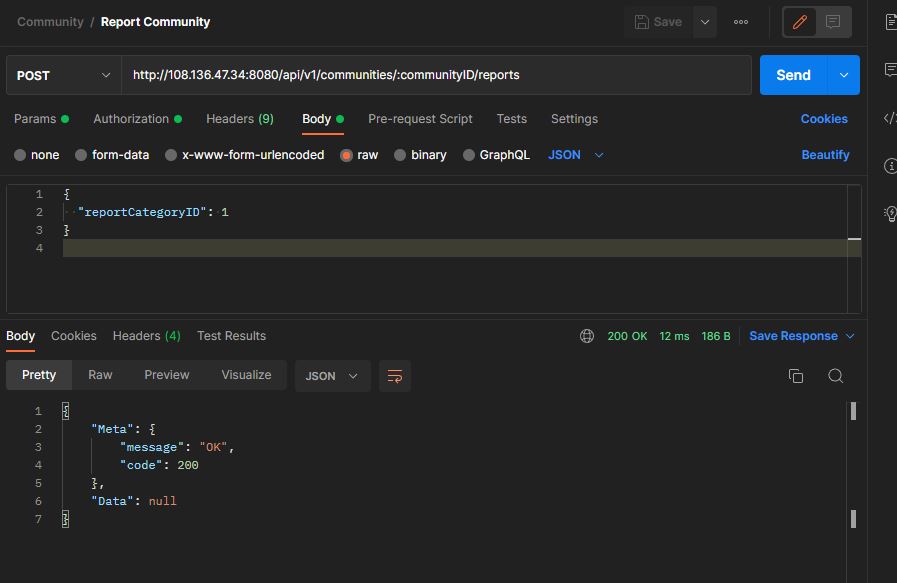 Community / Report Community
Save
POST http://108.136.47.34:8080/api/v1/communities/:communityID/reports Send
Params Authorization Headers (9) Body Pre-request Script Tests Settings Cookies
none form-data x-www-form-urlencoded raw binary GraphQL JSON Beautify
1 {
2 "reportCategoryID": 1
3 }
4
Body Cookies Headers (4) Test Results 200 OK 12 ms 186 B Save Response
Pretty Raw Preview Visualize JSON
1 {
2 "Meta": {
3 "message": "OK",
4 "code": 200
5 },
6 "Data": null
7 }